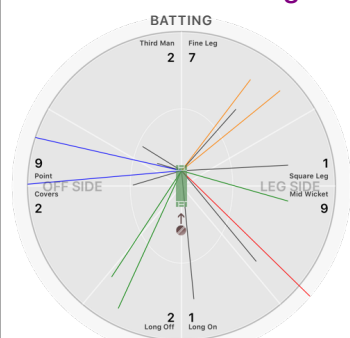 BATTING
Third Man Fine Leg
2 7
9 1
Point Square Leg
OFF SIDE LEG SIDE
Covers Mid Wicket
2 9
2 1
Long Off Long On